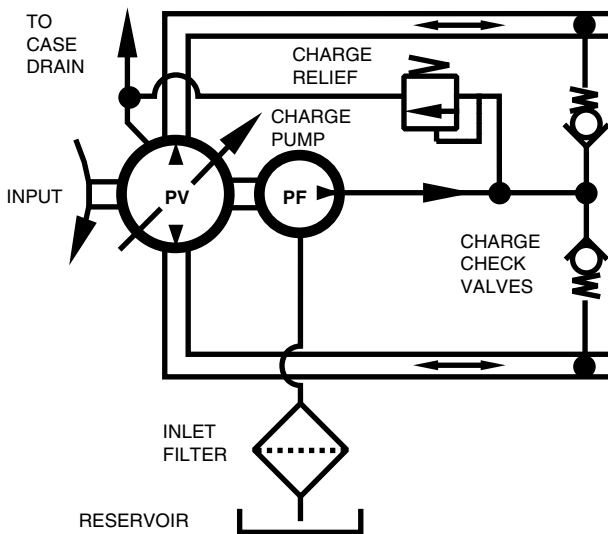 TO
CASE
DRAIN
CHARGE
RELIEF
CHARGE
PUMP
INPUT
PV
PF
CHARGE
CHECK
VALVES
INLET
FILTER
RESERVOIR